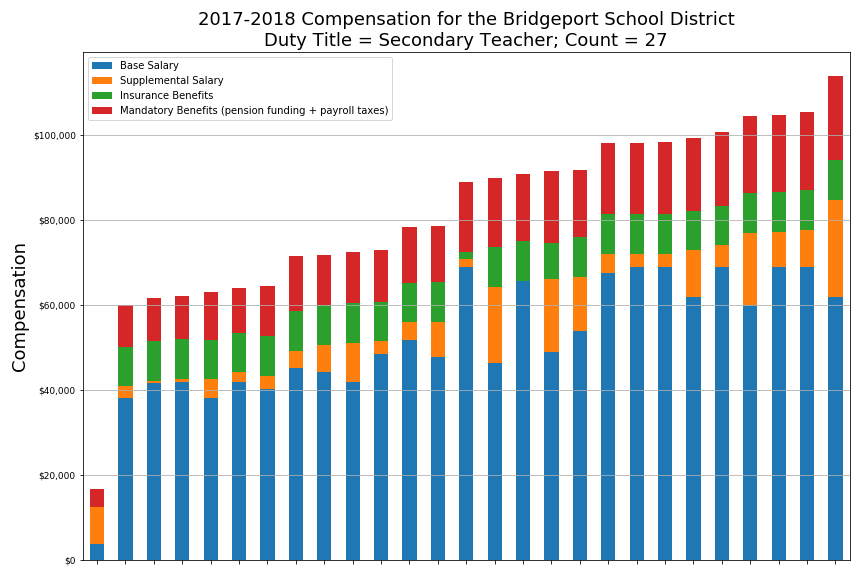 2017-2018 Compensation for the Bridgeport School District
Duty Title = Secondary Teacher; Count = 27
Base Salary
Supplemental Salary
Insurance Benefits
Mandatory Benefits (pension funding + payroll taxes)
Compensation
$100,000
$80,000
$60,000
$40,000
$20,000
$0